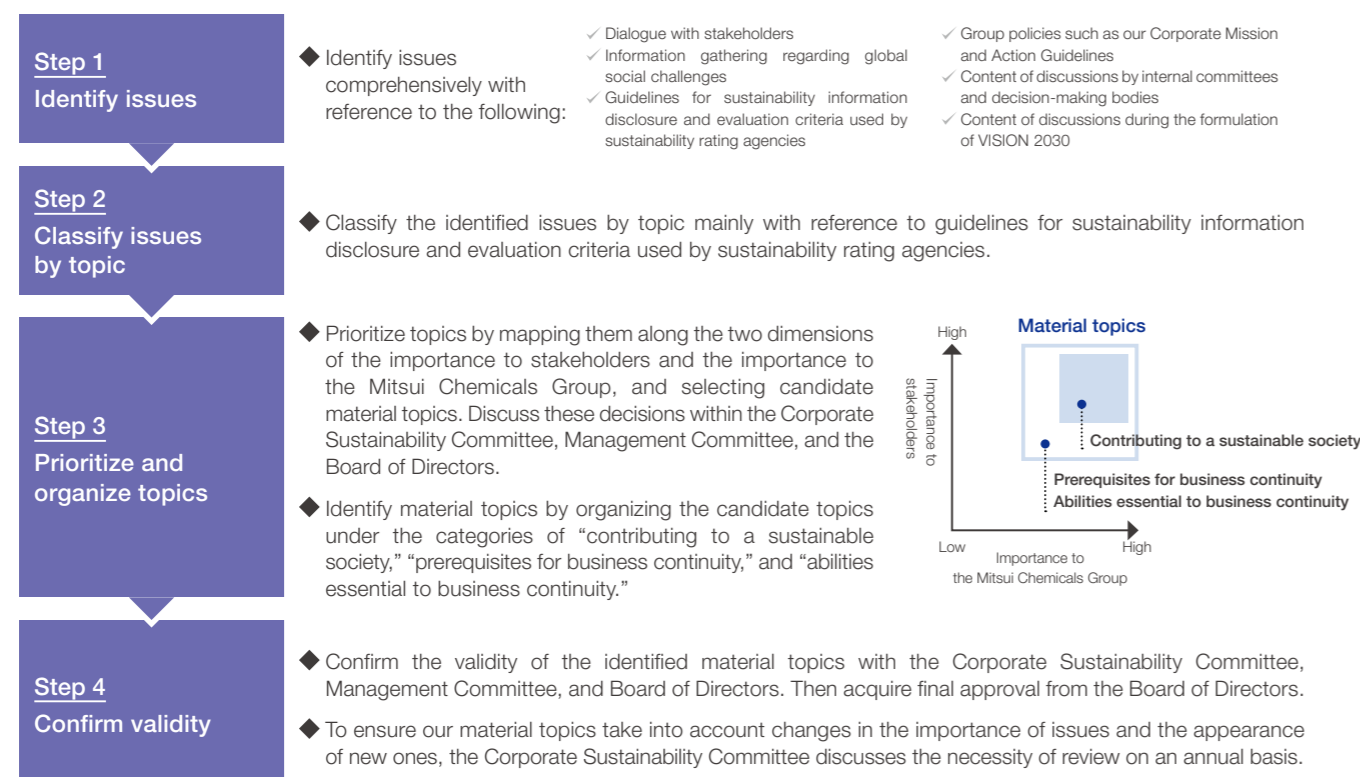 Step 1
Identify issues
◆ Identify issues
comprehensively with
reference to the following:
✓ Dialogue with stakeholders
✓ Information gathering regarding global
social challenges
✓ Guidelines for sustainability information
disclosure and evaluation criteria used by
sustainability rating agencies
✓ Group policies such as our Corporate Mission
and Action Guidelines
✓ Content of discussions by internal committees
and decision-making bodies
✓ Content of discussions during the formulation
of VISION 2030
Step 2
Classify issues
by topic
◆ Classify the identified issues by topic mainly with reference to guidelines for sustainability information
disclosure and evaluation criteria used by sustainability rating agencies.
Step 3
Prioritize and
organize topics
◆ Prioritize topics by mapping them along the two dimensions
of the importance to stakeholders and the importance to
the Mitsui Chemicals Group, and selecting candidate
material topics. Discuss these decisions within the Corporate
Sustainability Committee, Management Committee, and the
Board of Directors.
◆ Identify material topics by organizing the candidate topics
under the categories of “contributing to a sustainable
society,” “prerequisites for business continuity,” and “abilities
essential to business continuity.”
Material topics
High
Importance to
stakeholders
Contributing to a sustainable society
Prerequisites for business continuity
Abilities essential to business continuity
Low
High
Importance to
the Mitsui Chemicals Group
Step 4
Confirm validity
◆ Confirm the validity of the identified material topics with the Corporate Sustainability Committee,
Management Committee, and Board of Directors. Then acquire final approval from the Board of Directors.
◆ To ensure our material topics take into account changes in the importance of issues and the appearance
of new ones, the Corporate Sustainability Committee discusses the necessity of review on an annual basis.